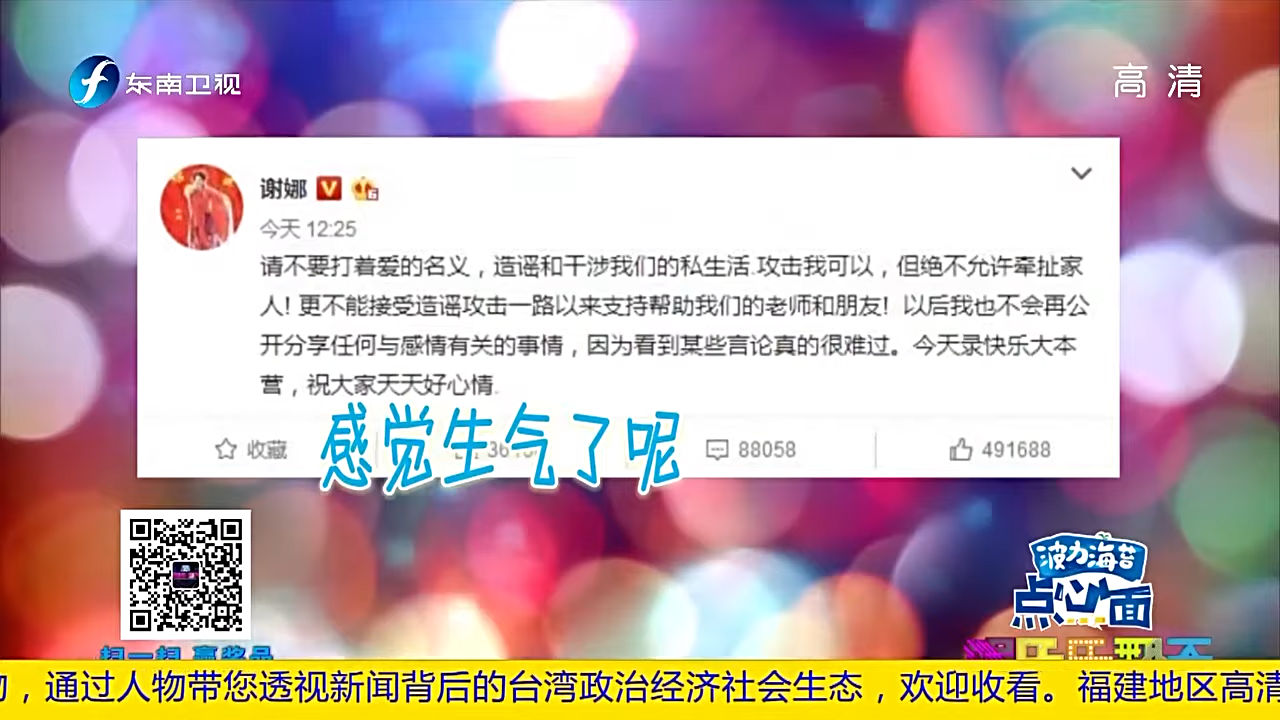 东南卫视
高清
谢娜
今天 12:25
请不要打着爱的名义，造谣和干涉我们的私生活.攻击我可以，但绝不允许牵扯家
人! 更不能接受造谣攻击一路以来支持帮助我们的老师和朋友! 以后我也不会再公
开分享任何与感情有关的事情，因为看到某些言论真的很难过。今天录快乐大本
营，祝大家天天好心情.
收藏
88058
491688
感觉生气了呢
波力海苔
点心面
扫一扫 赢奖品
，通过人物带您透视新闻背后的台湾政治经济社会生态，欢迎收看。福建地区高清